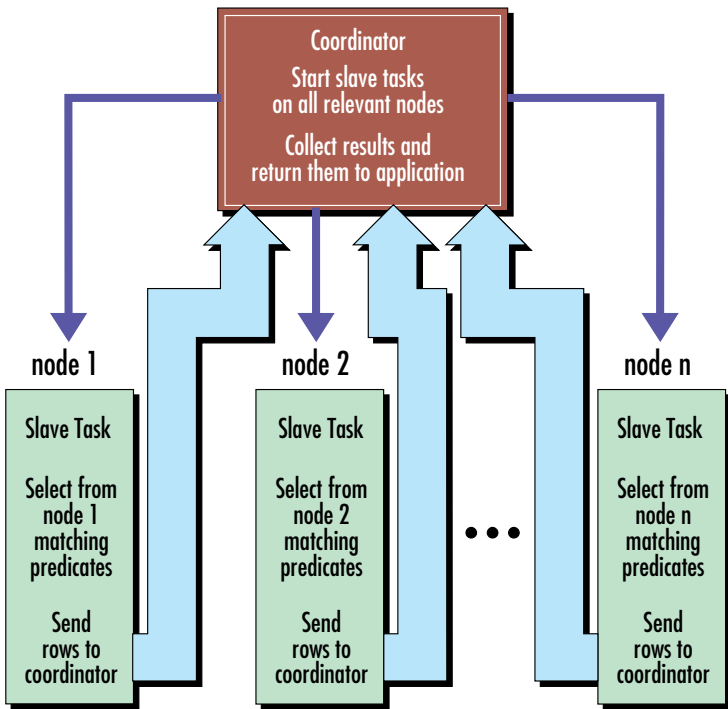 Coordinator
Start slave tasks
on all relevant nodes
Collect results and
return them to application
node 1
Slave Task
Select from
node 1
matching
predicates
Send
rows to
coordinator
node 2
Slave Task
Select from
node 2
matching
predicates
Send
rows to
coordinator
node n
Slave Task
Select from
node n
matching
predicates
Send
rows to
coordinator